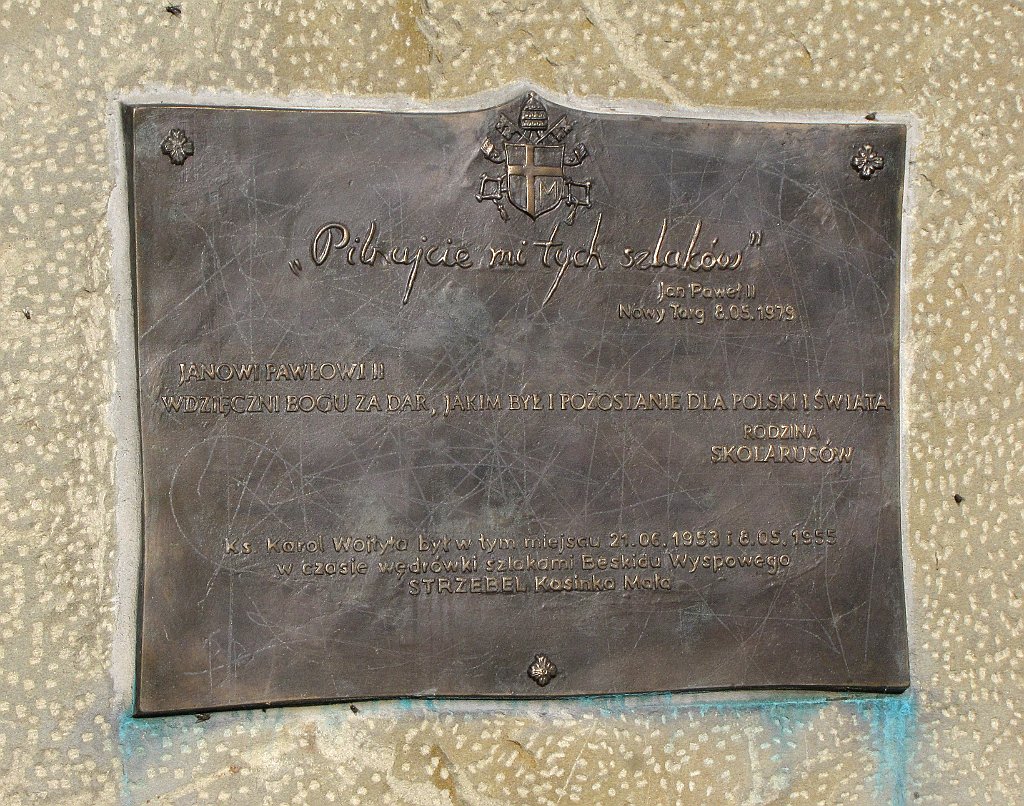 „Pilnujcie mi tych szlaków”
Jan Paweł II
Nowy Targ 8.05.1979
JANOWI PAWŁOWI II
WDZIĘCZNI BOGU ZA DAR, JAKIM BYŁ I POZOSTANIE DLA POLSKI I ŚWIATA
RODZINA
SKOLARUSÓW
Ks. Karol Wojtyła był w tym miejscu 21.06.1953 i 8.05.1955
w czasie wędrówki szlakami Beskidu Wyspowego
STRZEBEL Kasinka Mała